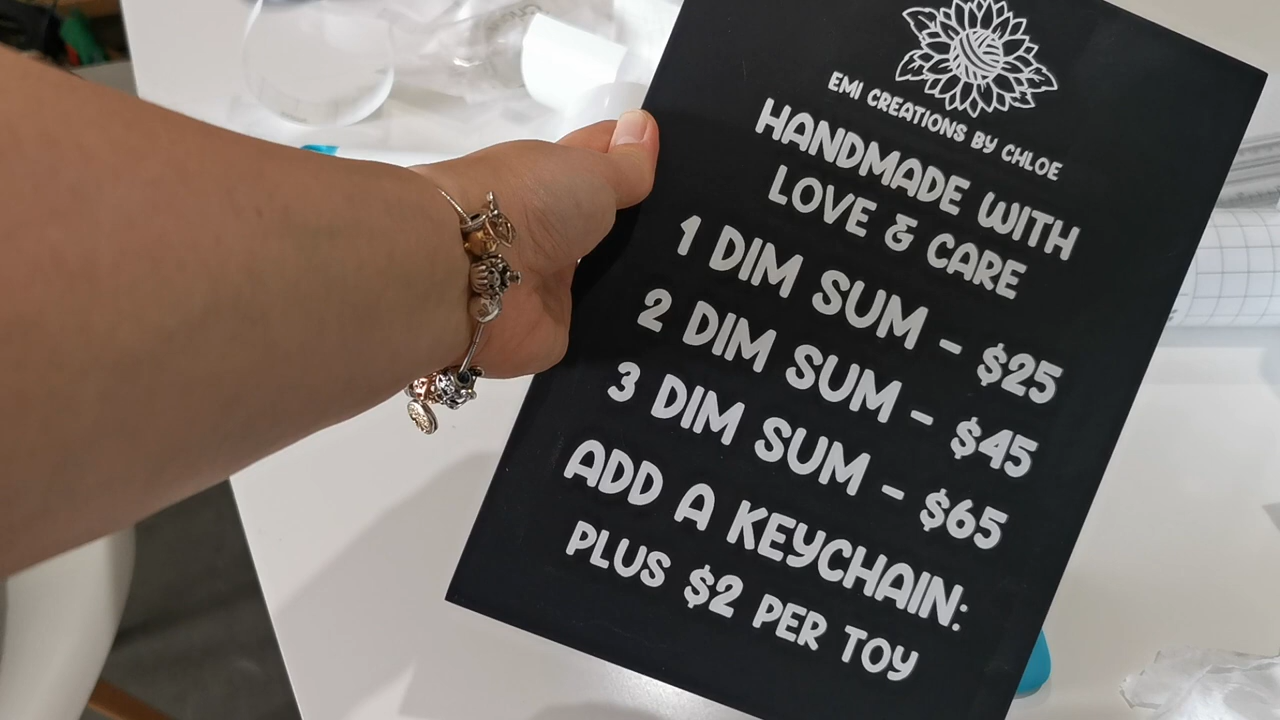 EMI CREATIONS BY CHLOE
HANDMADE WITH
LOVE & CARE
1 DIM SUM - $25
2 DIM SUM - $45
3 DIM SUM - $65
ADD A KEYCHAIN:
PLUS $2 PER TOY